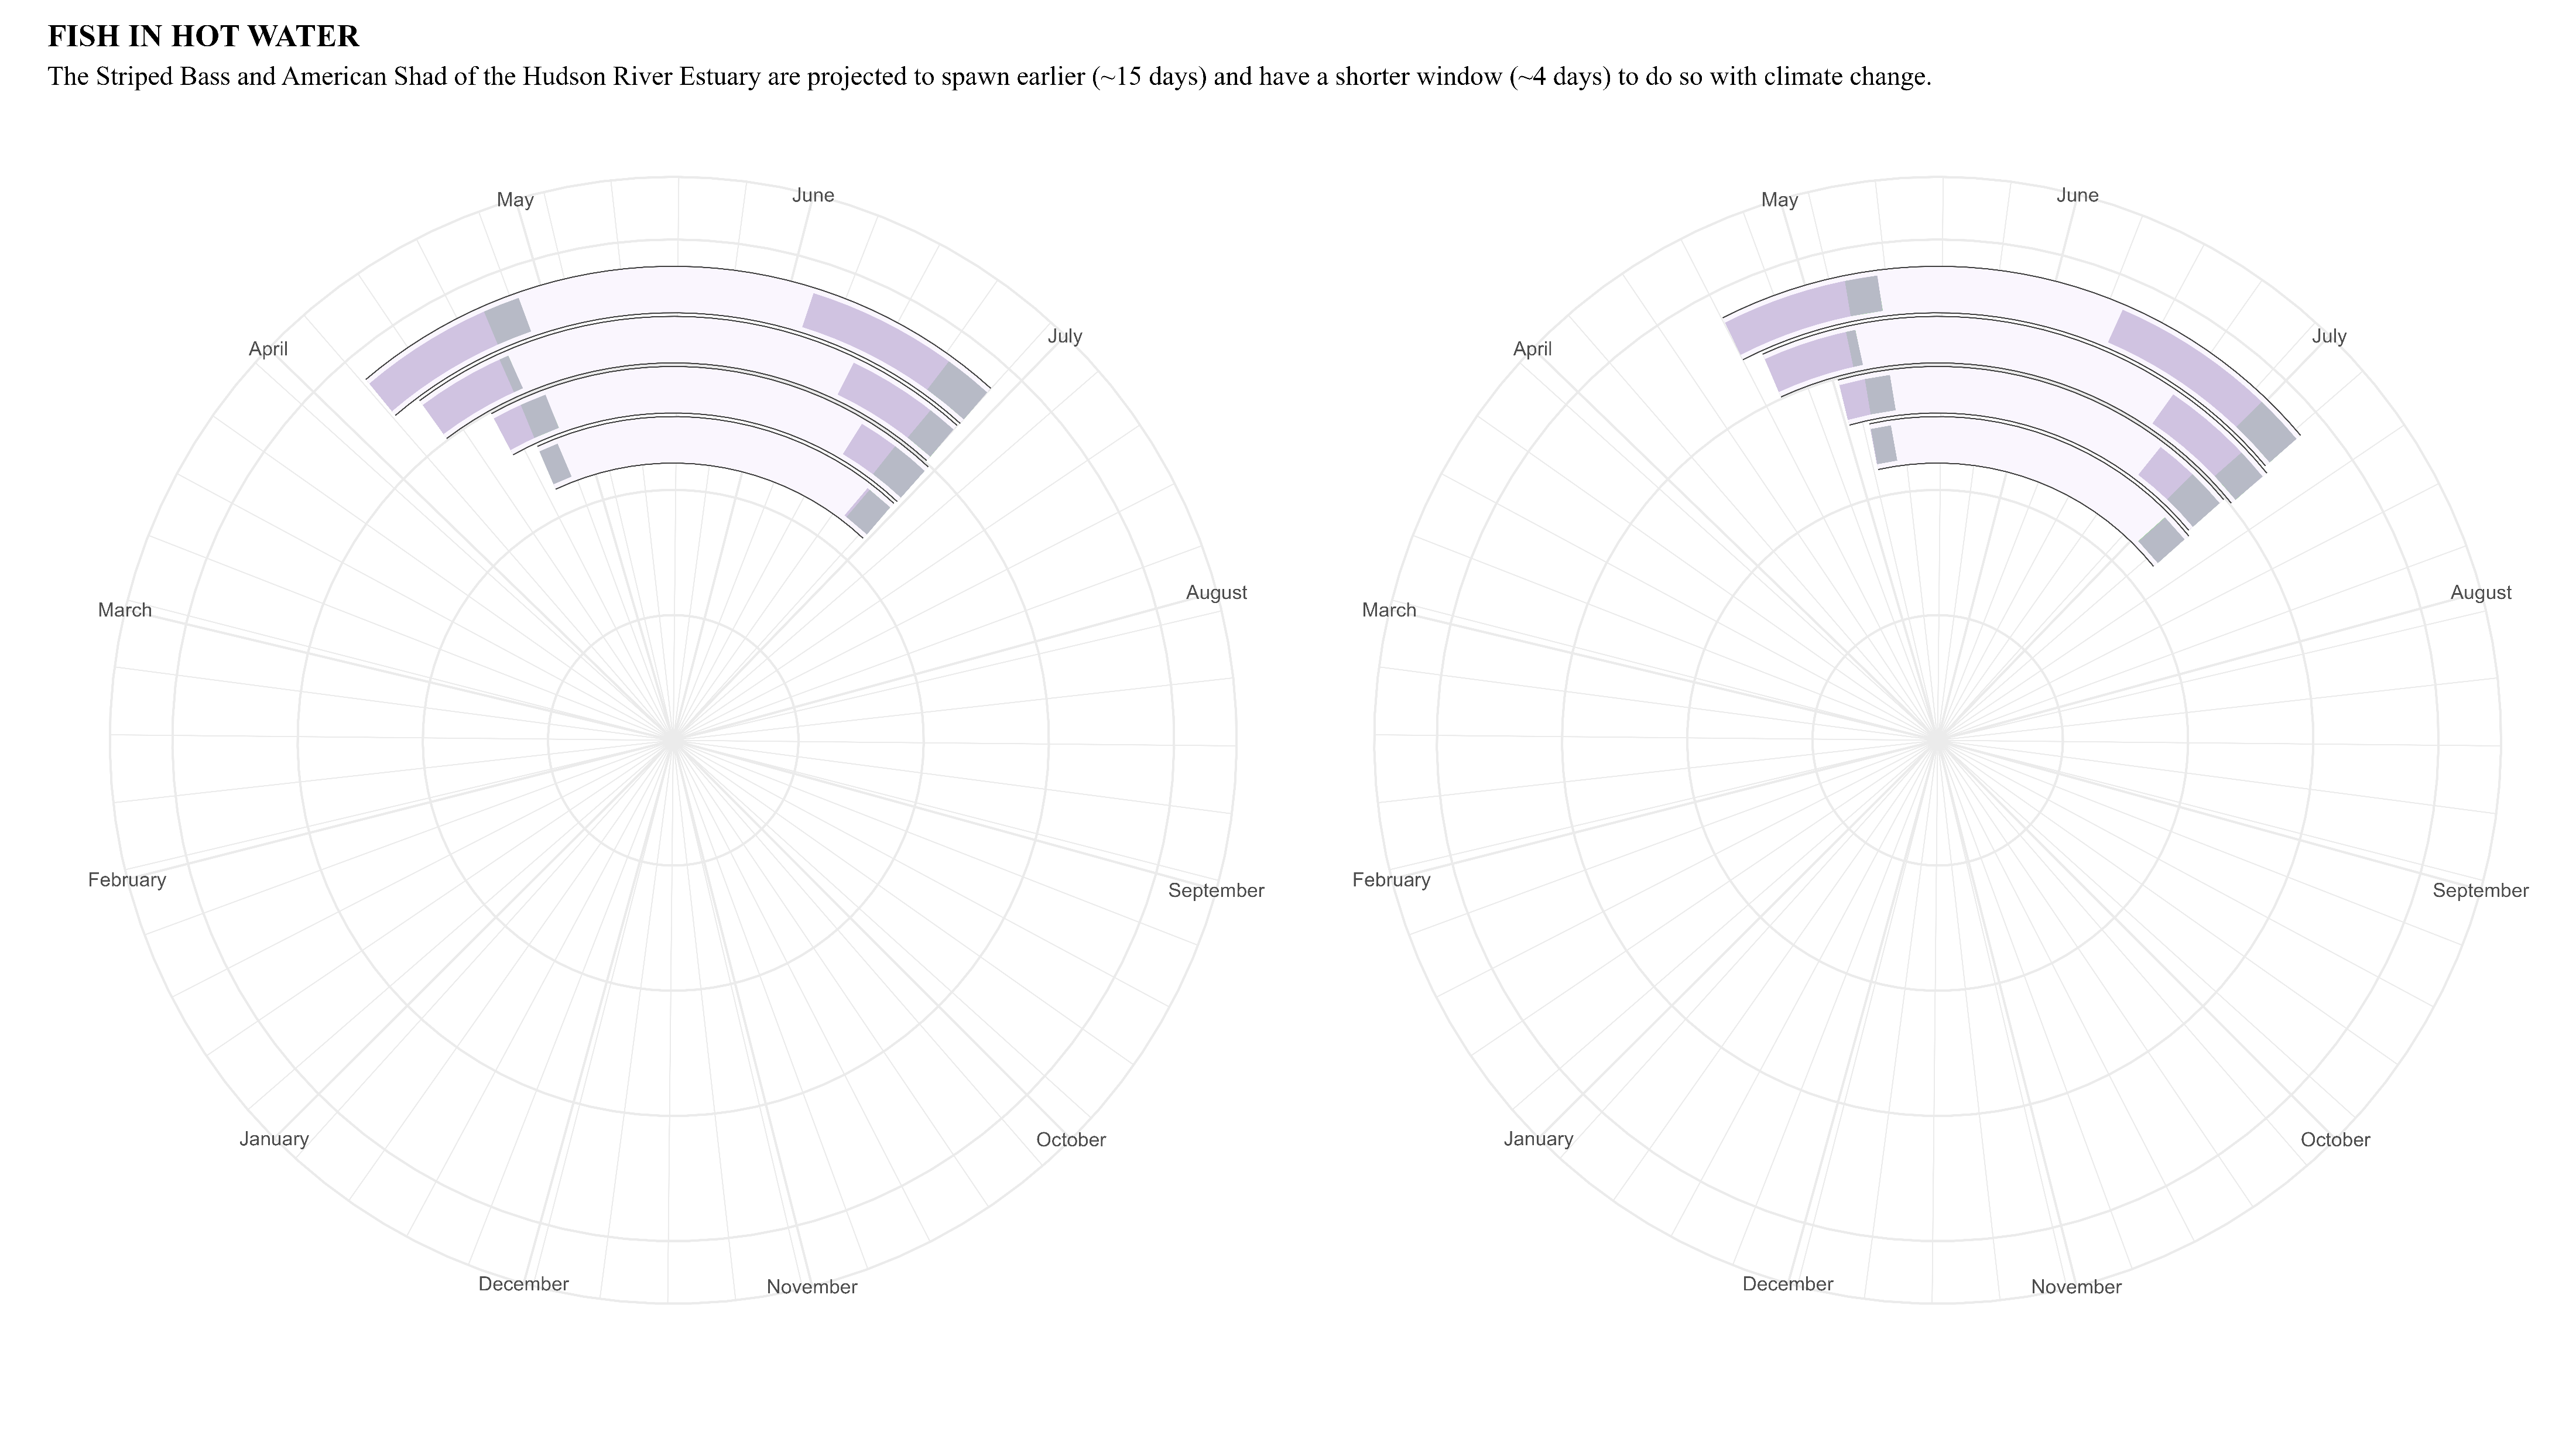 FISH IN HOT WATER
The Striped Bass and American Shad of the Hudson River Estuary are projected to spawn earlier (~15 days) and have a shorter window (~4 days) to do so with climate change.
May
June
April
July
March
August
February
September
January
October
December
November
May
June
April
July
March
August
February
September
January
October
December
November